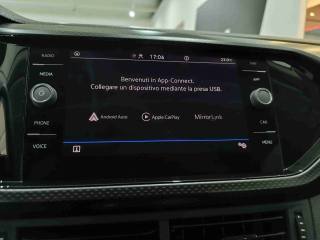 17:06
RADIO
MEDIA
PHONE
VOICE
Benvenuti in App-Connect.
Collegare un dispositivo mediante la presa USB.
Android Auto
Apple CarPlay
MirrorLink
APP
CAR
MENU